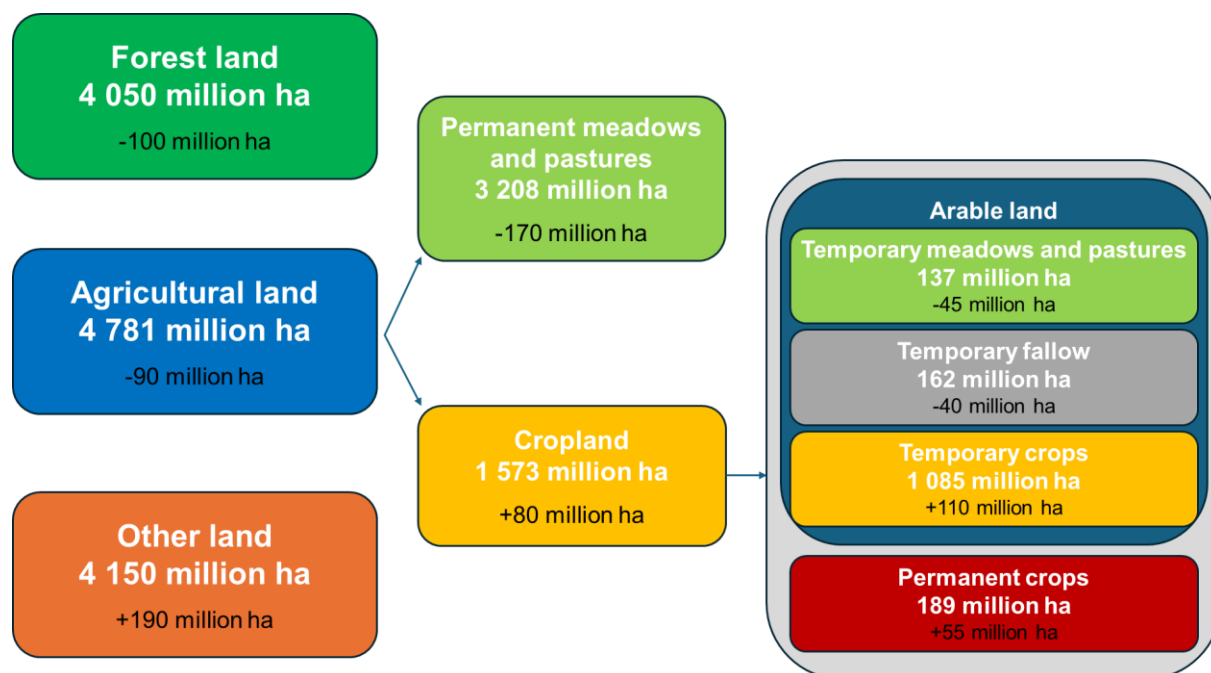 Forest land
4 050 million ha
-100 million ha
Agricultural land
4 781 million ha
-90 million ha
Other land
4 150 million ha
+190 million ha
Permanent meadows
and pastures
3 208 million ha
-170 million ha
Cropland
1 573 million ha
+80 million ha
Arable land
Temporary meadows and pastures
137 million ha
-45 million ha
Temporary fallow
162 million ha
-40 million ha
Temporary crops
1 085 million ha
+110 million ha
Permanent crops
189 million ha
+55 million ha